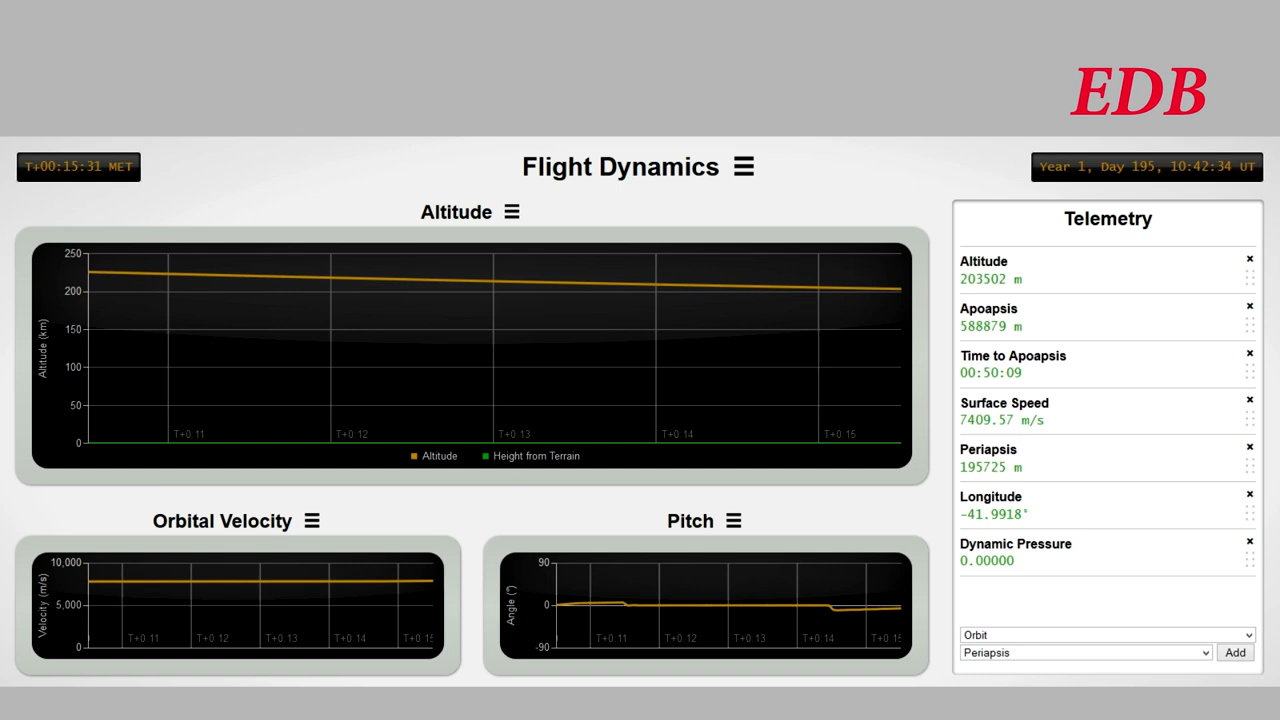 EDB
T+00:15:31 MET
Flight Dynamics
Year 1, Day 195, 10:42:34 UT
Altitude
250
200
150
100
50
0
Altitude (km)
T+0 11
T+0 12
T+0 13
T+0 14
T+0 15
Altitude
Height from Terrain
Orbital Velocity
10,000
5,000
0
Velocity (m/s)
T+0 11
T+0 12
T+0 13
T+0 14
T+0 15
Pitch
90
0
-90
Angle (°)
T+0 11
T+0 12
T+0 13
T+0 14
T+0 15
Telemetry
Altitude
203502 m
Apoapsis
588879 m
Time to Apoapsis
00:50:09
Surface Speed
7409.57 m/s
Periapsis
195725 m
Longitude
-41.9918°
Dynamic Pressure
0.00000
Orbit
Periapsis
Add